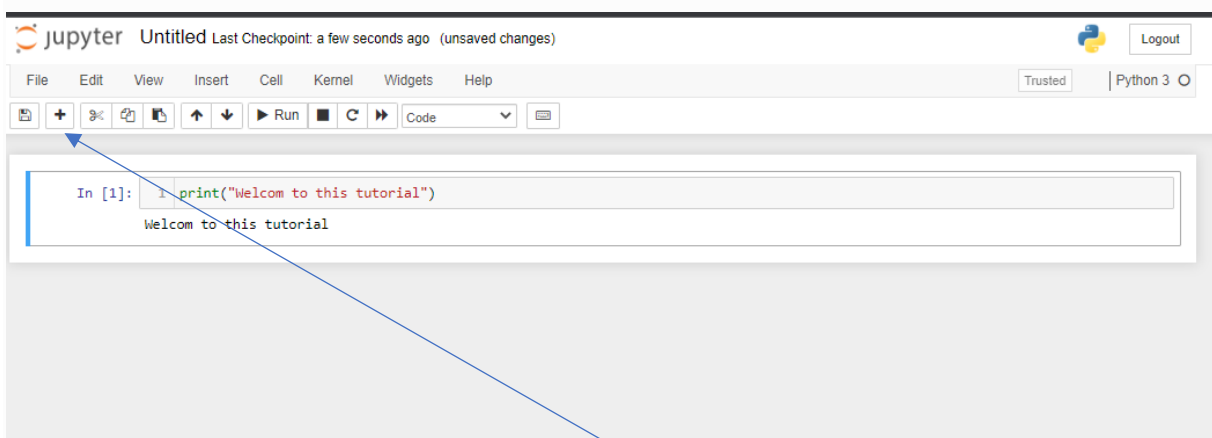 jupyter Untitled Last Checkpoint: a few seconds ago (unsaved changes) Logout
File Edit View Insert Cell Kernel Widgets Help Trusted Python 3
Run Code
In [1]: 1 print("Welcom to this tutorial")
Welcom to this tutorial